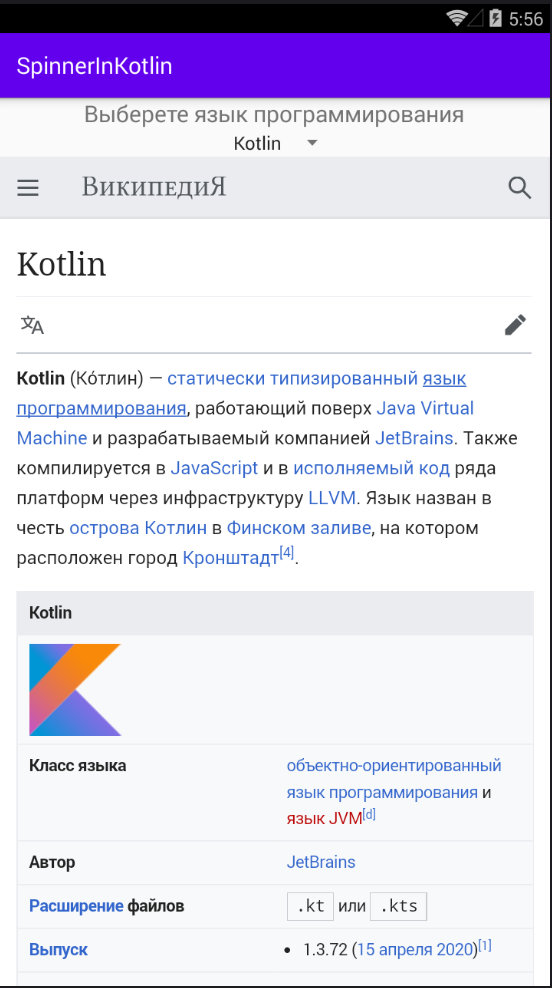 5:56
SpinnerInKotlin
Выберете язык программирования
Kotlin
ВикипедиЯ
Kotlin
Kotlin (Ко́тлин) — статически типизированный язык
программирования, работающий поверх Java Virtual
Machine и разрабатываемый компанией JetBrains. Также
компилируется в JavaScript и в исполняемый код ряда
платформ через инфраструктуру LLVM. Язык назван в
честь острова Котлин в Финском заливе, на котором
расположен город Кронштадт[4].
Kotlin
Класс языка объектно-ориентированный
язык программирования и
язык JVM[d]
Автор JetBrains
Расширение файлов .kt или .kts
Выпуск • 1.3.72 (15 апреля 2020)[1]